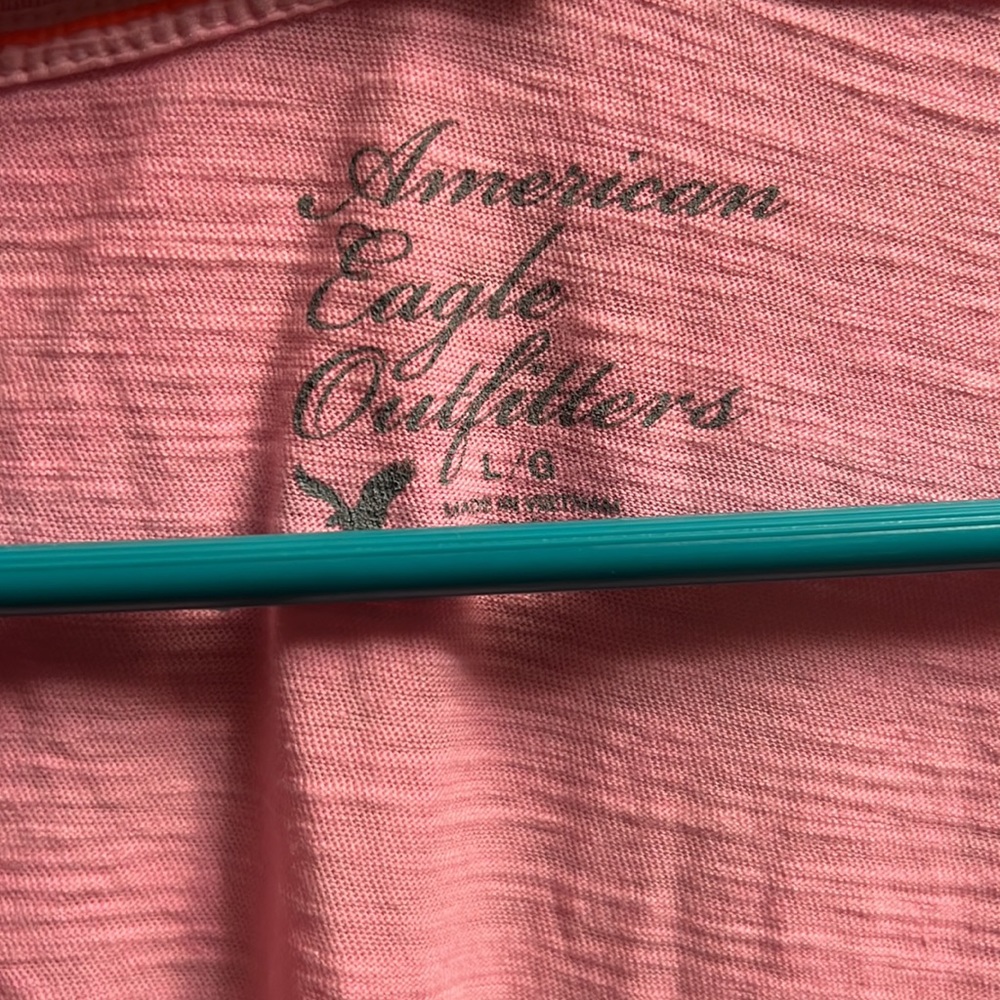 American
Eagle
Outfitters
L/G
MADE IN VIETNAM